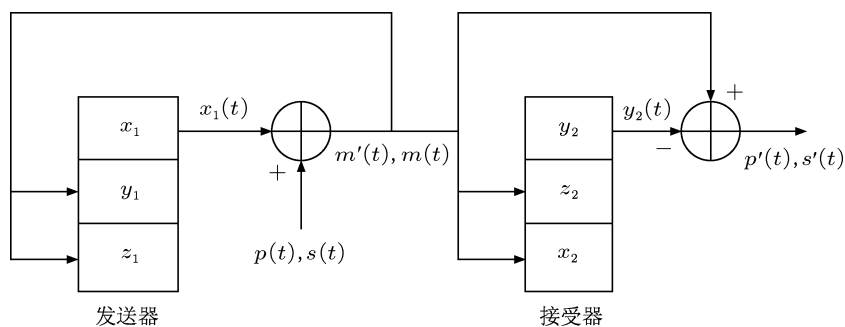 x₁(t)
+
x₁
y₁
z₁
+
m′(t), m(t)
p(t), s(t)
发送器
y₂(t)
+
−
y₂
z₂
x₂
p′(t), s′(t)
接受器